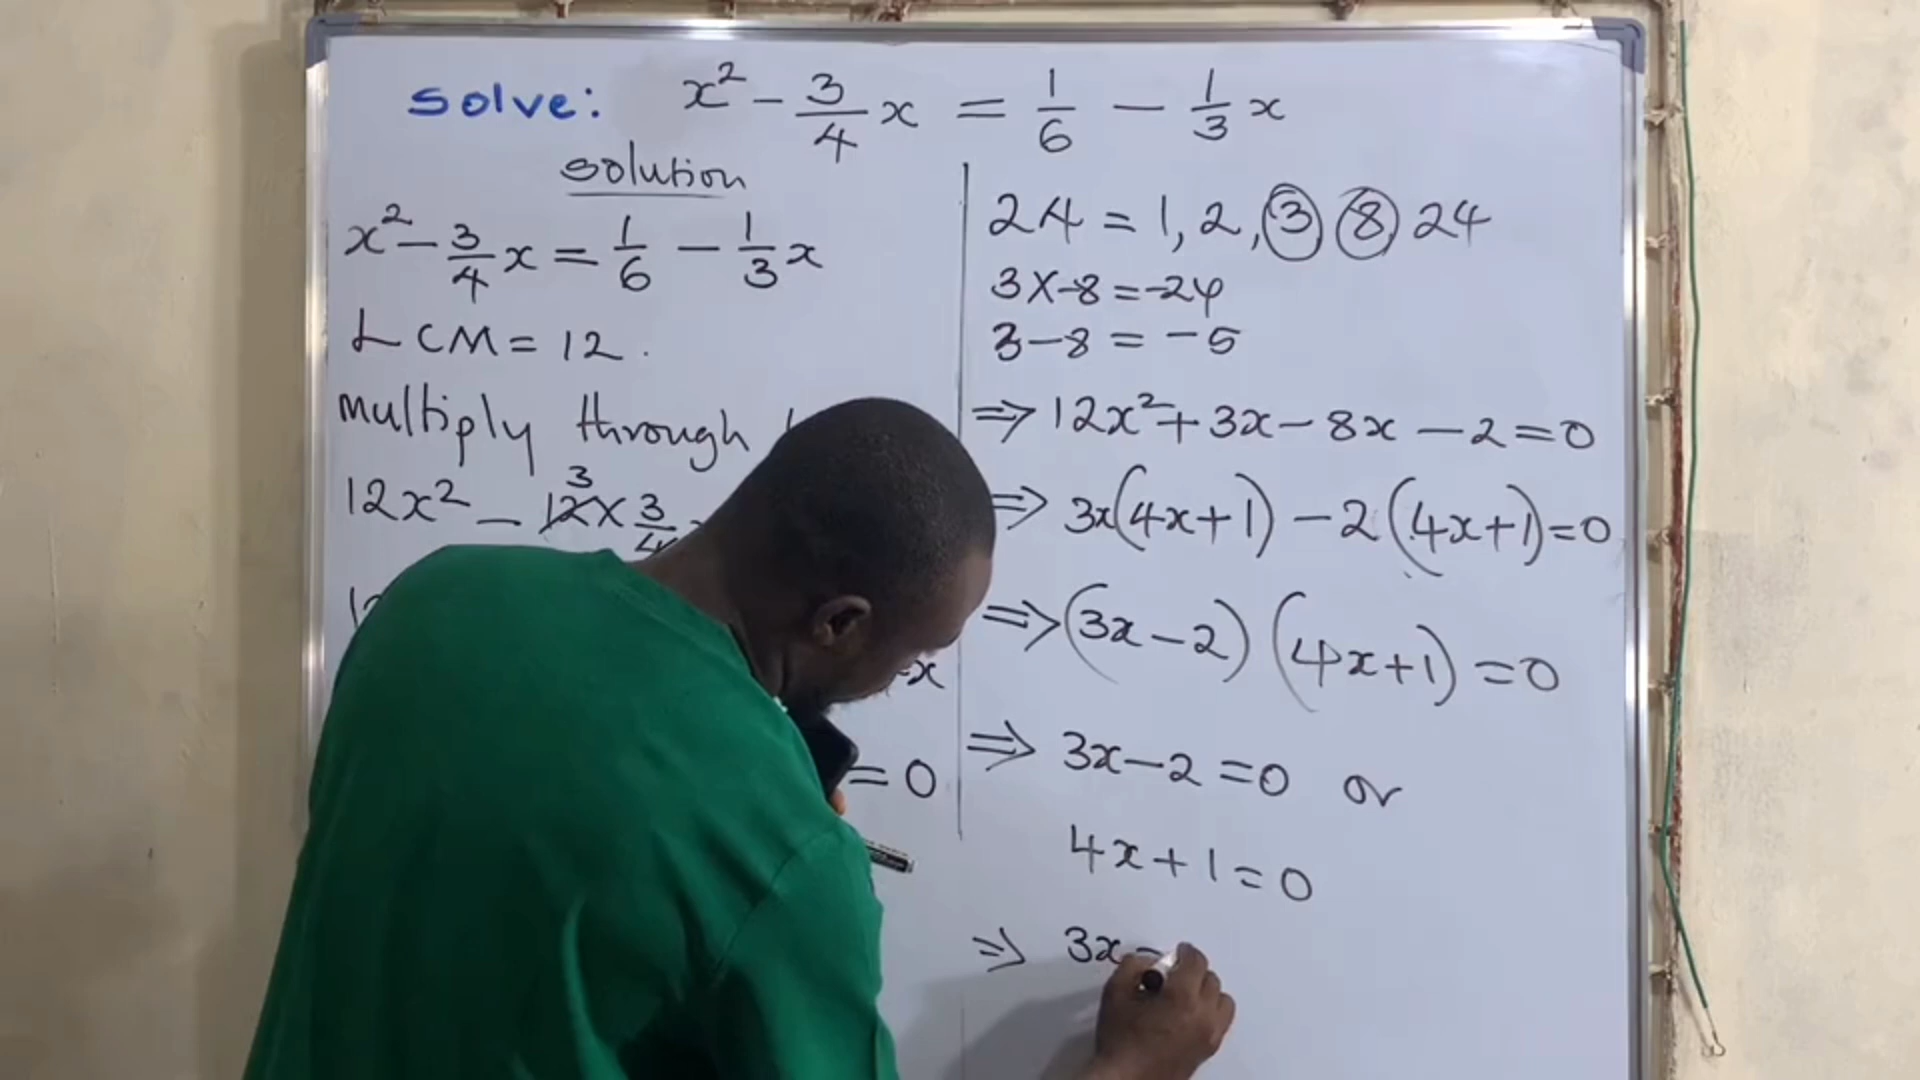 Solve: x² - 3/4 x = 1/6 - 1/3 x
Solution
x² - 3/4 x = 1/6 - 1/3 x
LCM = 12.
multiply through
12x² - 12 × 3/4
3
x
= 0
24 = 1, 2, 3 8 24
3 X -8 = -24
3 - 8 = -5
⇒ 12x² + 3x - 8x - 2 = 0
⇒ 3x(4x+1) - 2(4x+1) = 0
⇒ (3x - 2) (4x+1) = 0
⇒ 3x - 2 = 0 or
4x + 1 = 0
⇒ 3x